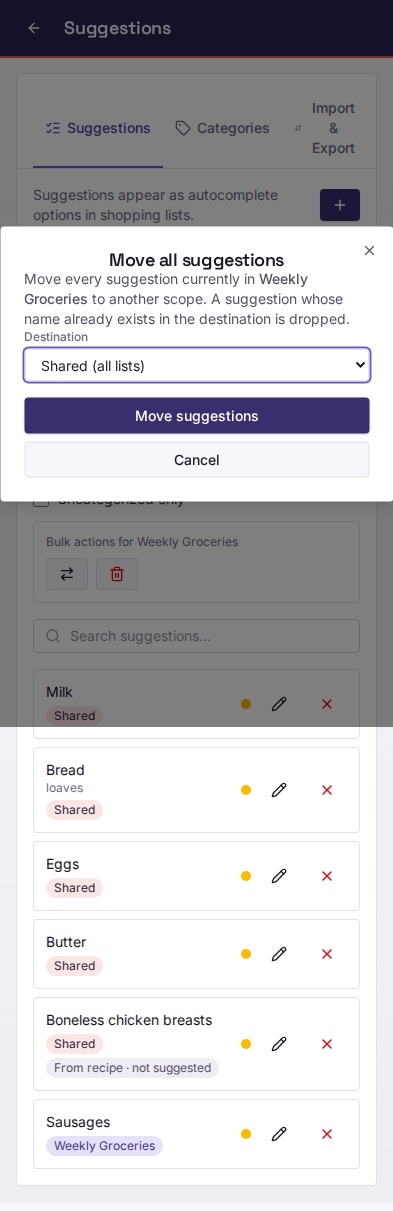 Suggestions
Suggestions
Categories
Import
&
Export
Suggestions appear as autocomplete
options in shopping lists.
Move all suggestions
Move every suggestion currently in Weekly
Groceries to another scope. A suggestion whose
name already exists in the destination is dropped.
Destination
Shared (all lists)
Move suggestions
Cancel
Uncategorized only
Bulk actions for Weekly Groceries
Search suggestions...
Milk
Shared
Bread
loaves
Shared
Eggs
Shared
Butter
Shared
Boneless chicken breasts
Shared
From recipe · not suggested
Sausages
Weekly Groceries